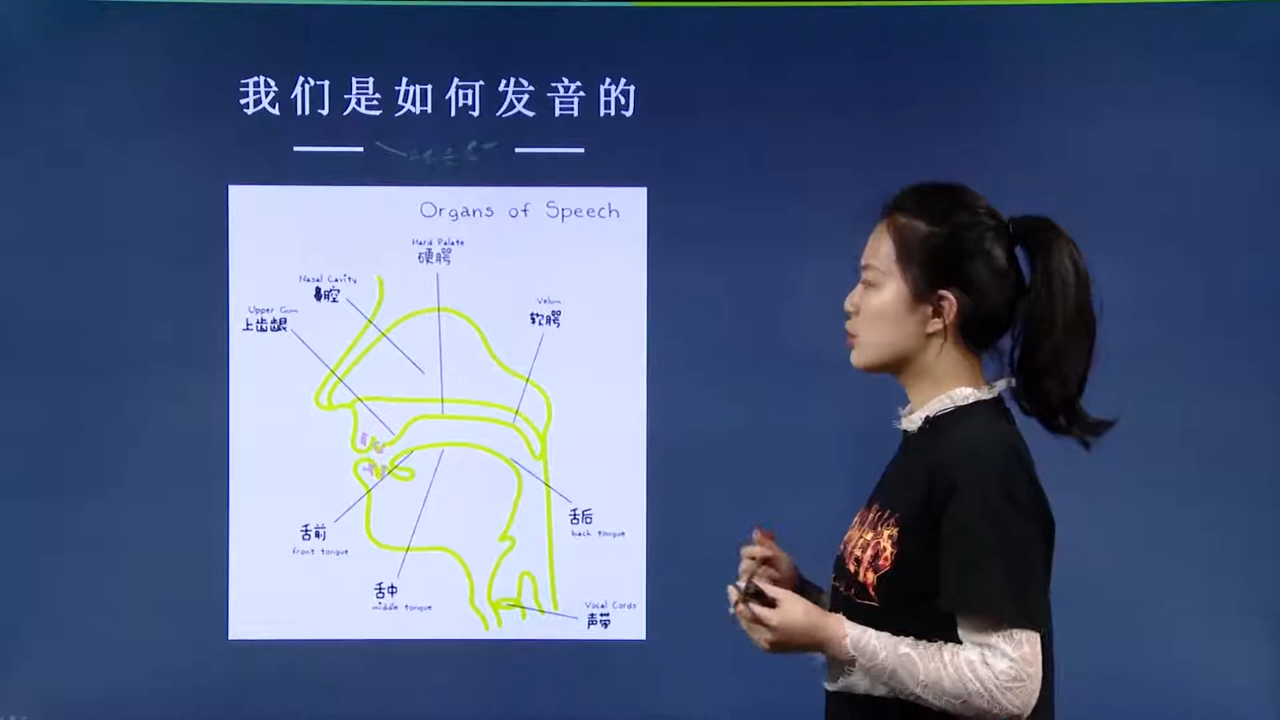 我们是如何发音的
Organs of Speech
Hard Palate
硬腭
Nasal Cavity
鼻腔
Velum
软腭
Upper Gum
上齿龈
舌后
back tongue
舌前
front tongue
舌中
middle tongue
Vocal Cords
声带